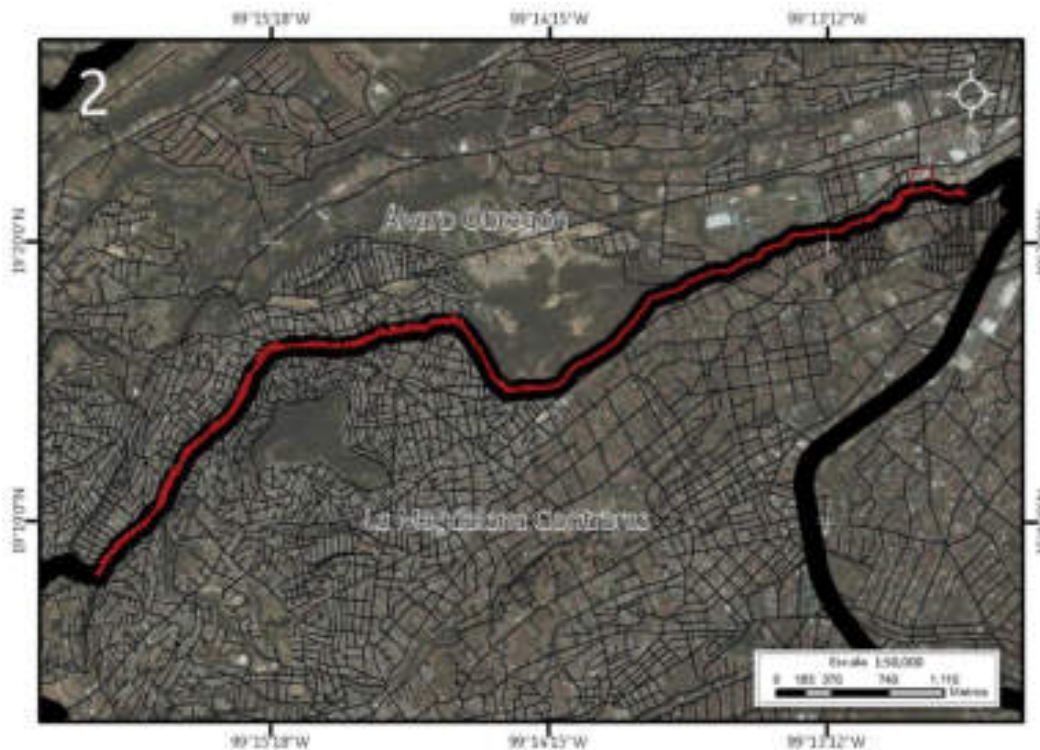 99°15'18"W 99°14'15"W 99°13'12"W
2
19°20'0"N
Álvaro Obregón
La Magdalena Contreras
19°19'0"N
Escala 1:50,000
0 185 370 740 1,110
Metros
99°15'18"W 99°14'15"W 99°13'12"W